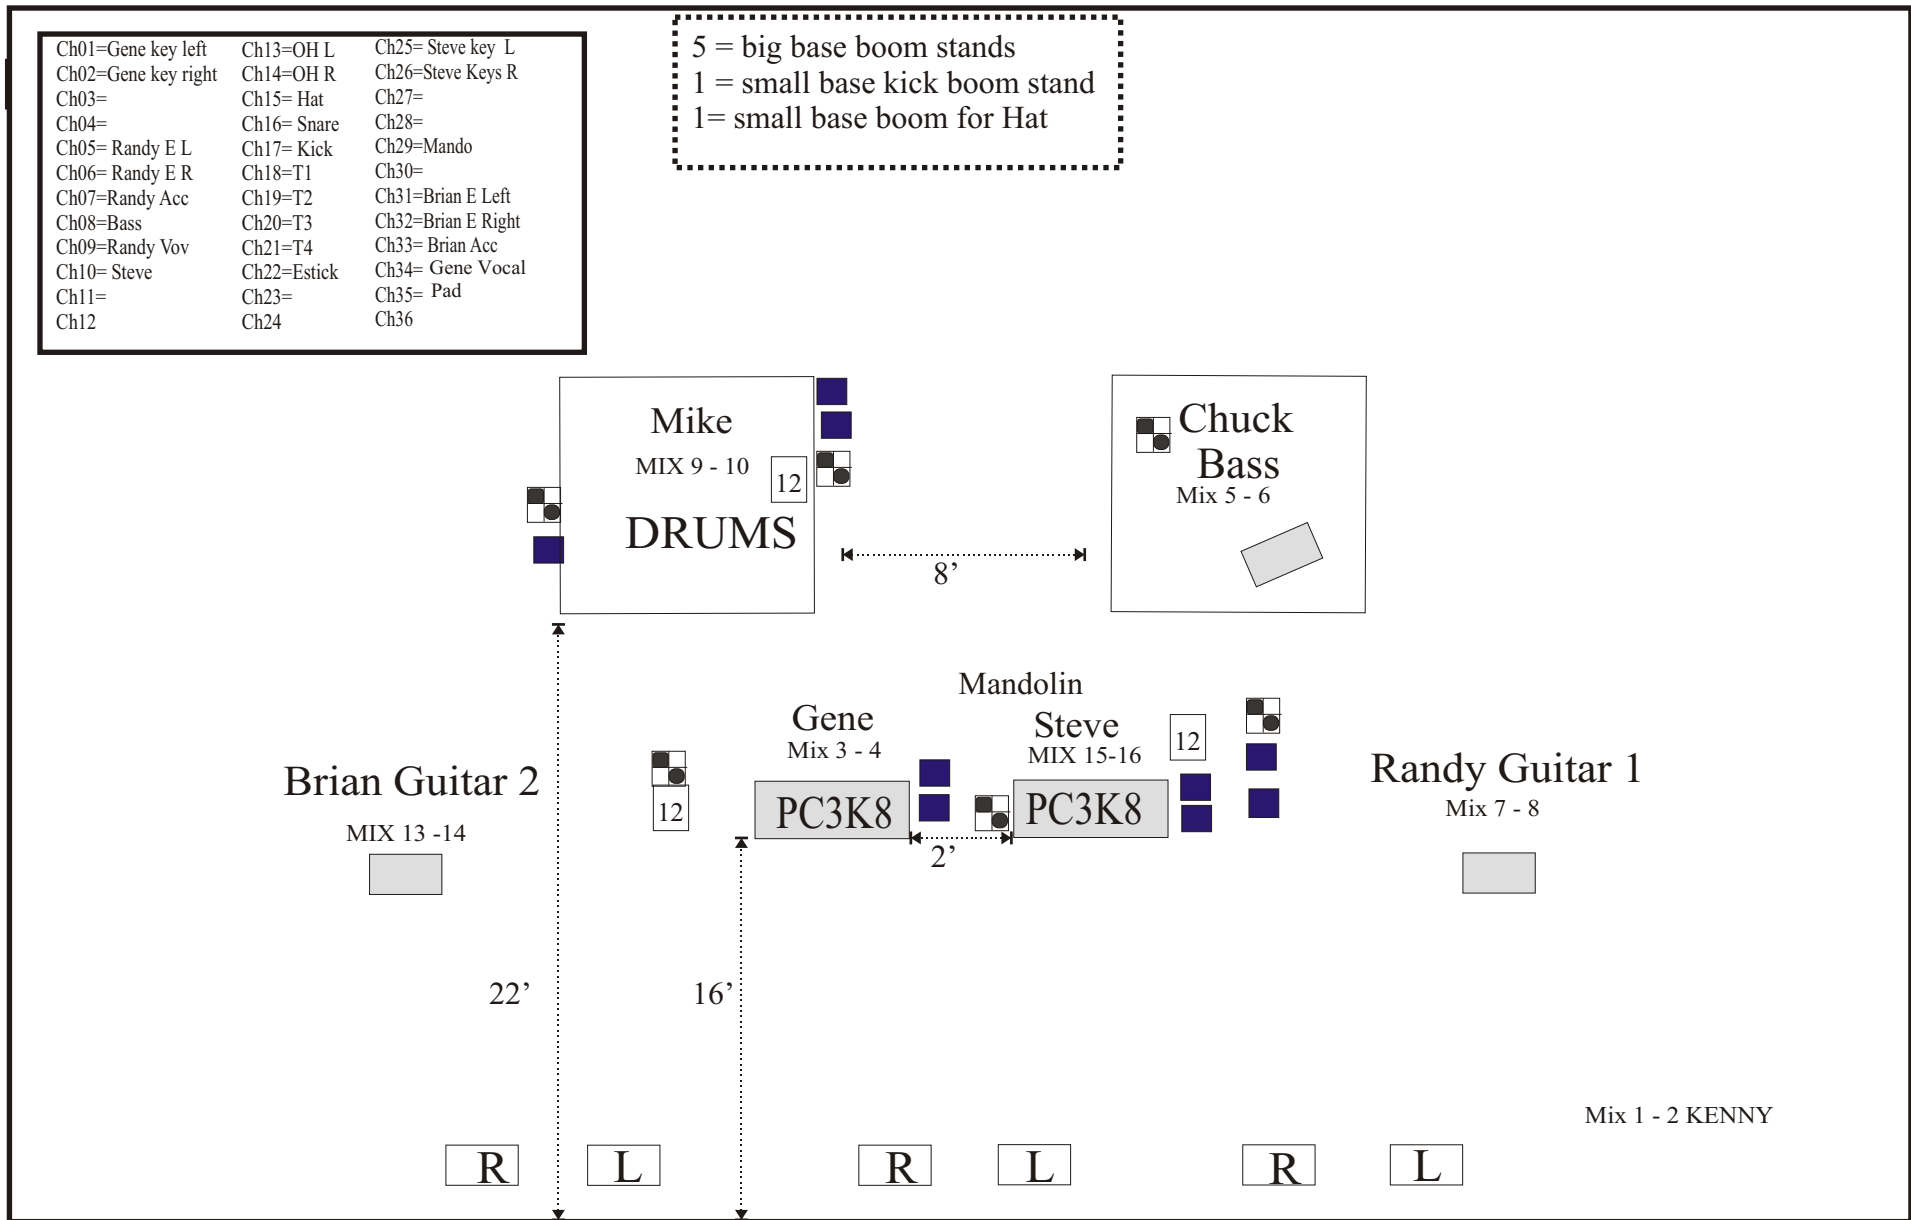 Ch01=Gene key left
Ch02=Gene key right
Ch03=
Ch04=
Ch05= Randy E L
Ch06= Randy E R
Ch07=Randy Acc
Ch08=Bass
Ch09=Randy Vov
Ch10= Steve
Ch11=
Ch12
Ch13=OH L
Ch14=OH R
Ch15= Hat
Ch16= Snare
Ch17= Kick
Ch18=T1
Ch19=T2
Ch20=T3
Ch21=T4
Ch22=Estick
Ch23=
Ch24
Ch25= Steve key L
Ch26=Steve Keys R
Ch27=
Ch28=
Ch29=Mando
Ch30=
Ch31=Brian E Left
Ch32=Brian E Right
Ch33= Brian Acc
Ch34= Gene Vocal
Ch35= Pad
Ch36
5 = big base boom stands
1 = small base kick boom stand
1= small base boom for Hat
Mike
MIX 9 - 10
12
DRUMS
Chuck
Bass
Mix 5 - 6
8’
Mandolin
Gene
Mix 3 - 4
Steve
MIX 15-16
12
Brian Guitar 2
MIX 13 -14
12
PC3K8
PC3K8
2’
Randy Guitar 1
Mix 7 - 8
22’
16’
Mix 1 - 2 KENNY
R
L
R
L
R
L